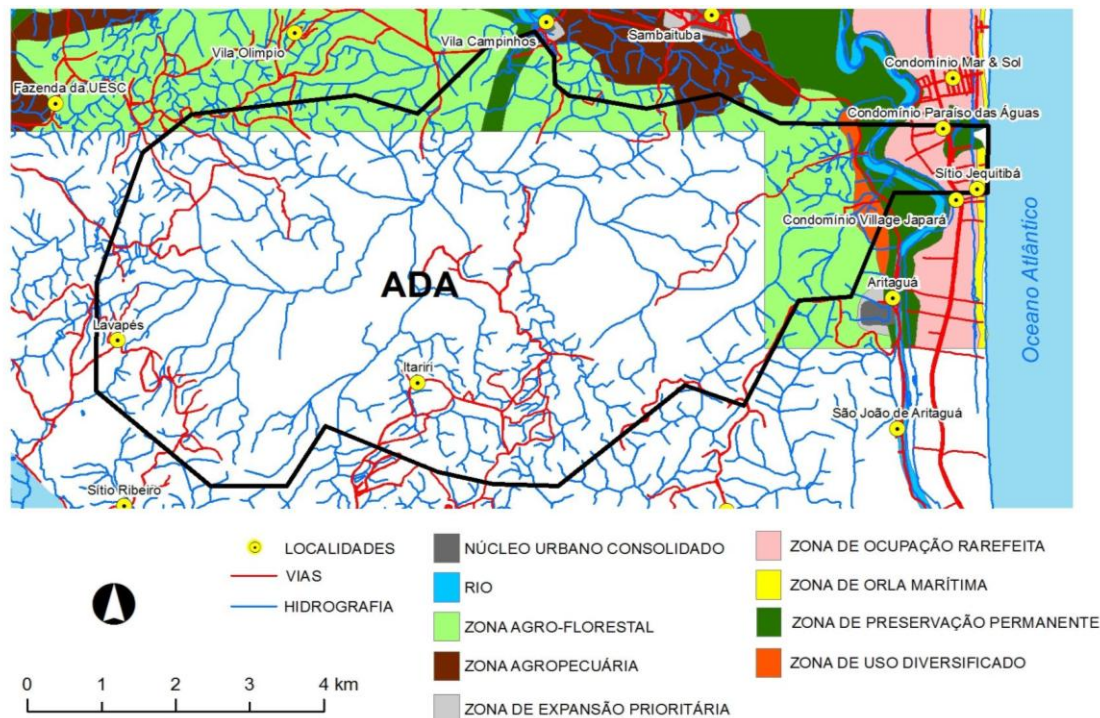 Vila Campinhos
Sambaituba
Vila Olimpio
Condomínio Mar & Sol
Fazenda da UESC
Condomínio Paraíso das Águas
Sítio Jequitibá
Condomínio Village Japará
ADA
Aritaguá
Oceano Atlântico
Lavapés
Itariri
São João de Aritaguá
Sítio Ribeiro
LOCALIDADES
VIAS
HIDROGRAFIA
0 1 2 3 4 km
NÚCLEO URBANO CONSOLIDADO
RIO
ZONA AGRO-FLORESTAL
ZONA AGROPECUÁRIA
ZONA DE EXPANSÃO PRIORITÁRIA
ZONA DE OCUPAÇÃO RAREFEITA
ZONA DE ORLA MARÍTIMA
ZONA DE PRESERVAÇÃO PERMANENTE
ZONA DE USO DIVERSIFICADO